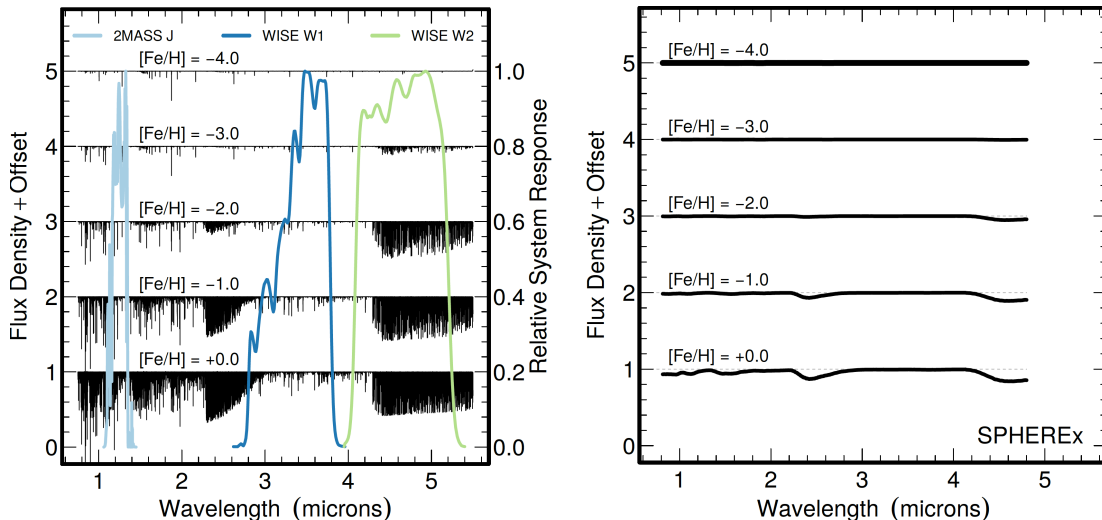 2MASS J WISE W1 WISE W2
[Fe/H] = −4.0
[Fe/H] = −3.0
[Fe/H] = −2.0
[Fe/H] = −1.0
[Fe/H] = +0.0
5
4
3
2
1
0
Flux Density + Offset
1.0
0.8
0.6
0.4
0.2
0.0
Relative System Response
1 2 3 4 5
Wavelength (microns)
[Fe/H] = −4.0
[Fe/H] = −3.0
[Fe/H] = −2.0
[Fe/H] = −1.0
[Fe/H] = +0.0
SPHEREx
5
4
3
2
1
0
Flux Density + Offset
1 2 3 4 5
Wavelength (microns)